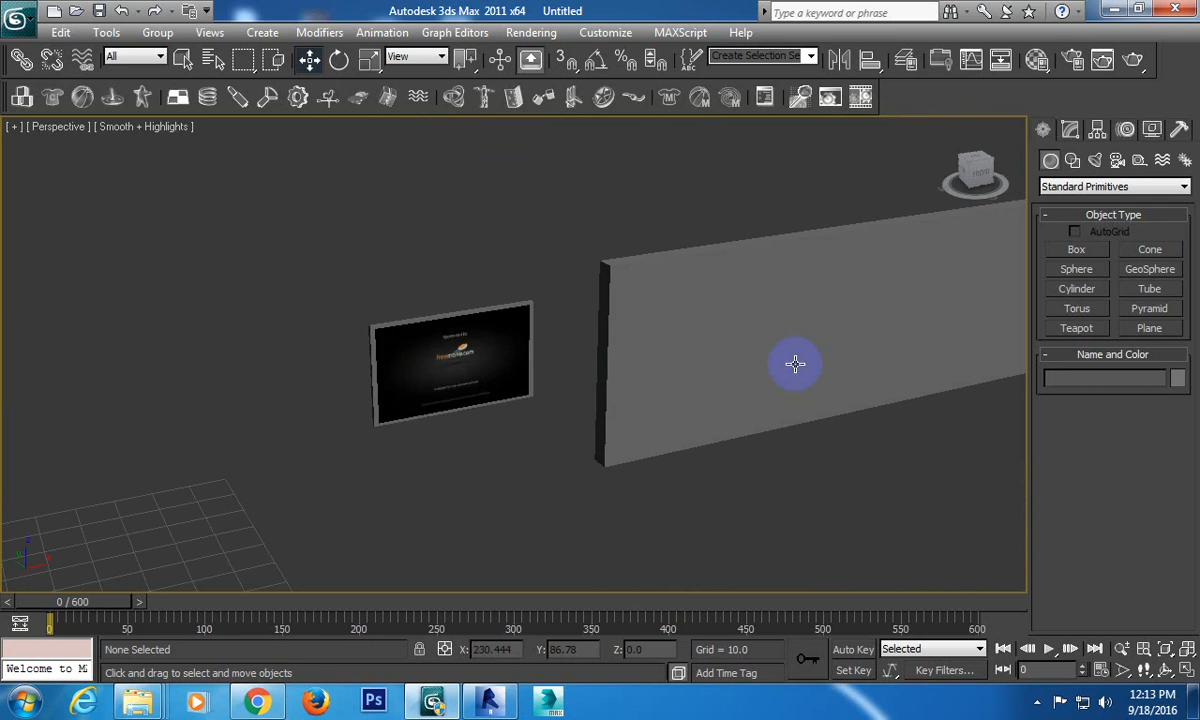 Autodesk 3ds Max 2011 x64 Untitled
Type a keyword or phrase
Edit Tools Group Views Create Modifiers Animation Graph Editors Rendering Customize MAXScript Help
All View Create Selection Se
[ + ] [ Perspective ] [ Smooth + Highlights ]
FRONT
Standard Primitives
- Object Type
AutoGrid
Box Cone
Sphere GeoSphere
Cylinder Tube
Torus Pyramid
Teapot Plane
- Name and Color
< 0 / 600 >
0 50 100 150 200 250 300 350 400 450 500 550 600
None Selected X: 230.444 Y: 86.78 Z: 0.0 Grid = 10.0 Auto Key Selected
Welcome to M Click and drag to select and move objects Add Time Tag Set Key Key Filters... 0
12:13 PM
9/18/2016
Ps
MAX